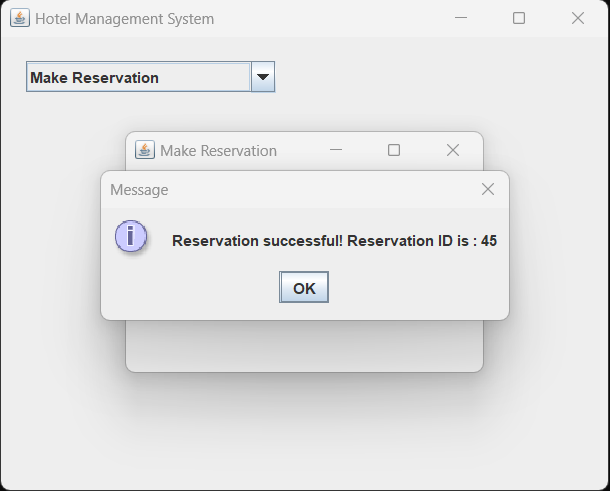 Hotel Management System
Make Reservation
Make Reservation
Message
i
Reservation successful! Reservation ID is : 45
OK